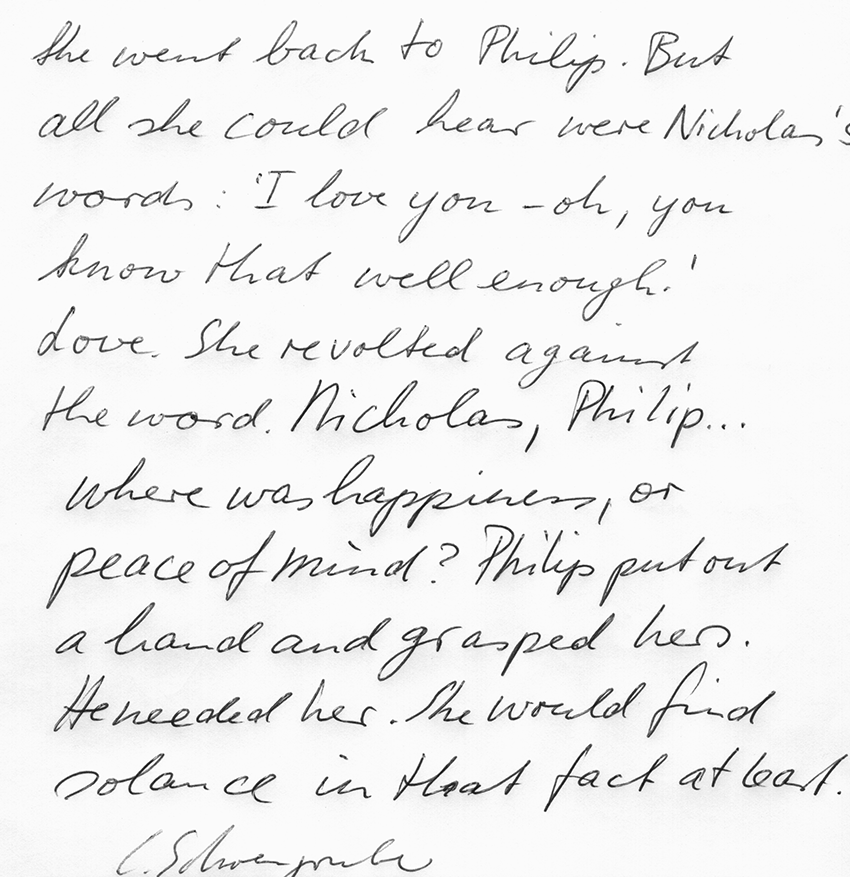 She went back to Philip. But
all she could hear were Nicholas's
words: 'I love you – oh, you
know that well enough.'
Love. She revolted against
the word. Nicholas, Philip...
where was happiness, or
peace of mind? Philip put out
a hand and grasped hers.
He needed her. She would find
solance in that fact at least.